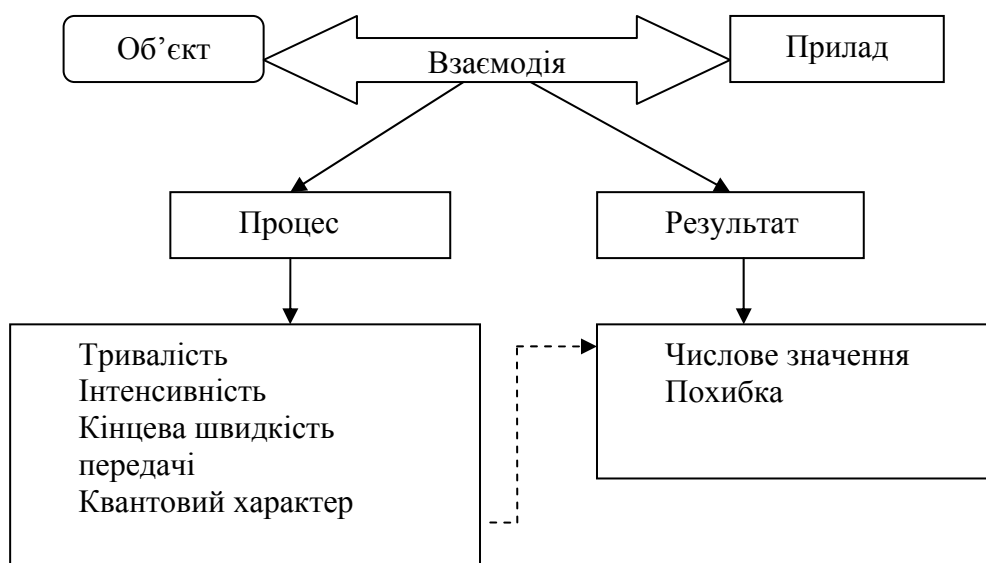 Об’єкт
Взаємодія
Прилад
Процес
Результат
Тривалість
Інтенсивність
Кінцева швидкість
передачі
Квантовий характер
Числове значення
Похибка